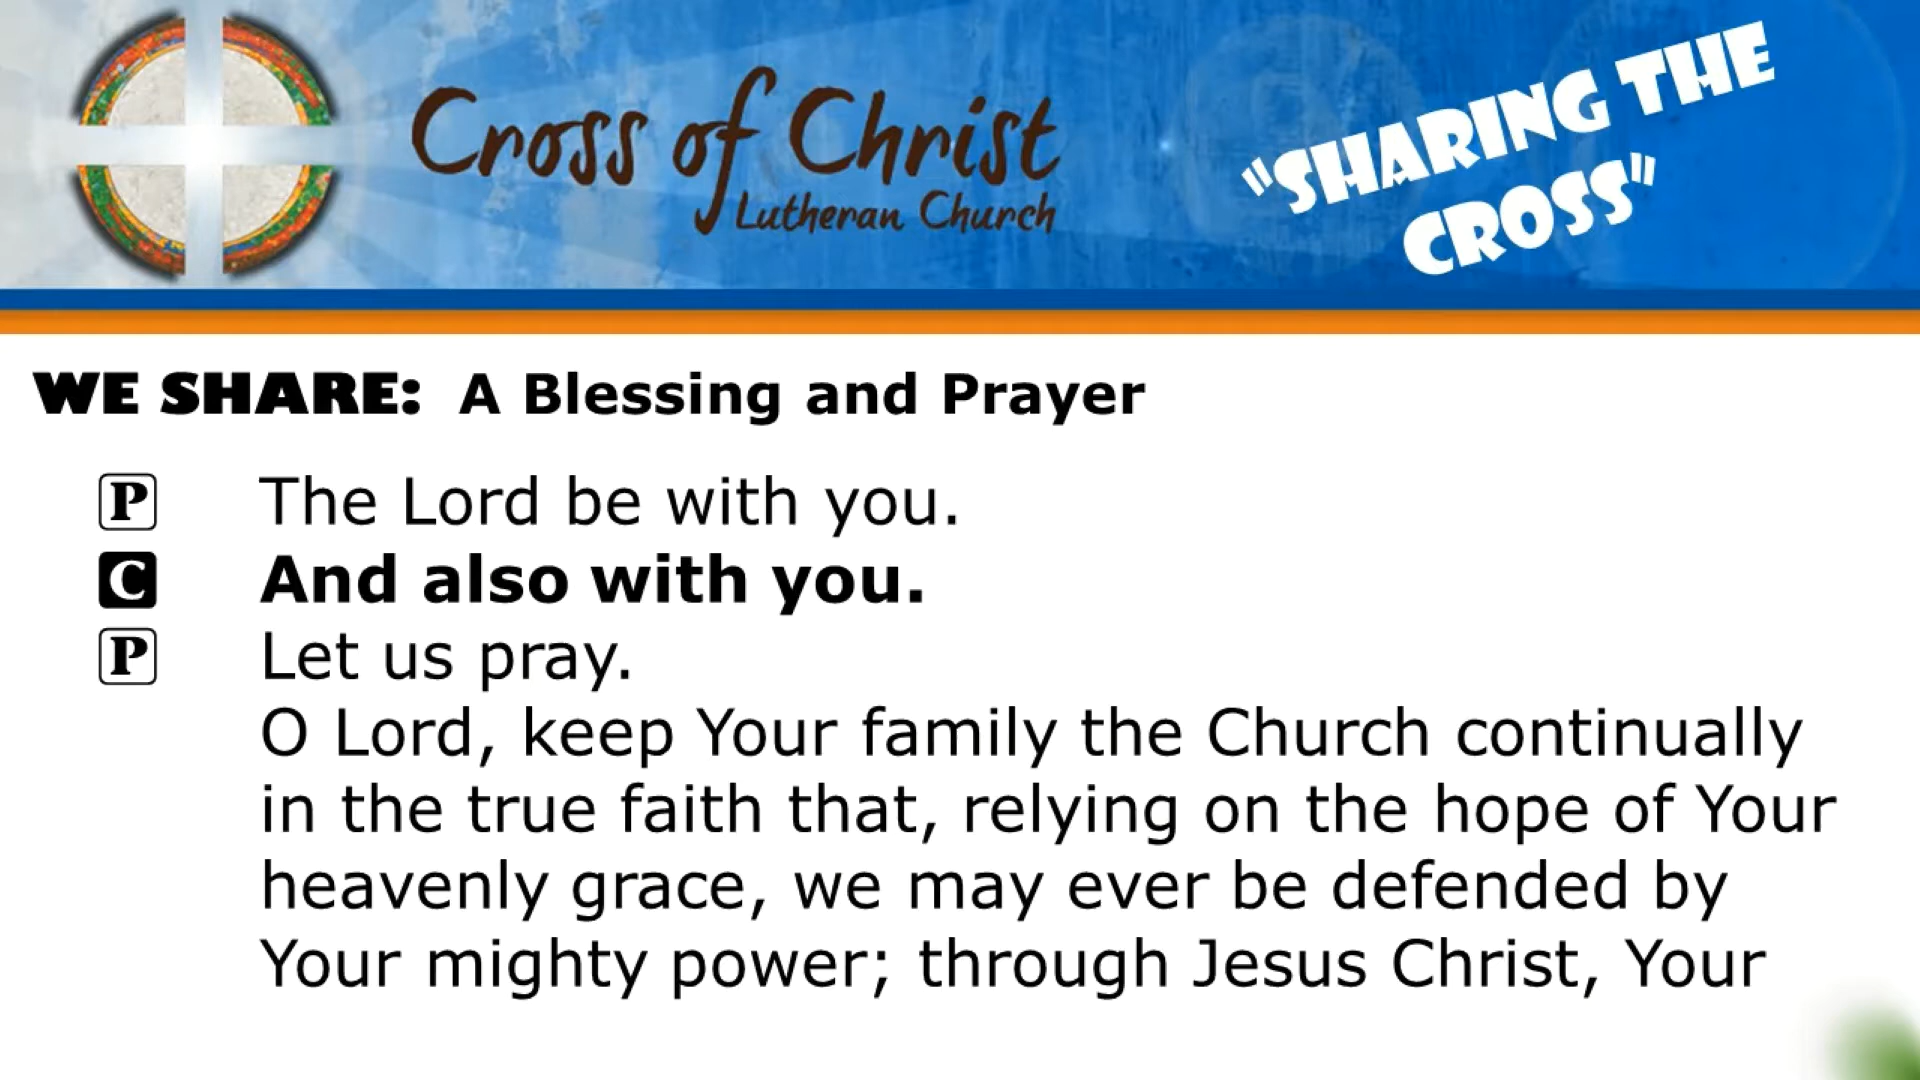 Cross of Christ
Lutheran Church
"SHARING THE
CROSS"
WE SHARE: A Blessing and Prayer
P The Lord be with you.
C And also with you.
P Let us pray.
O Lord, keep Your family the Church continually
in the true faith that, relying on the hope of Your
heavenly grace, we may ever be defended by
Your mighty power; through Jesus Christ, Your